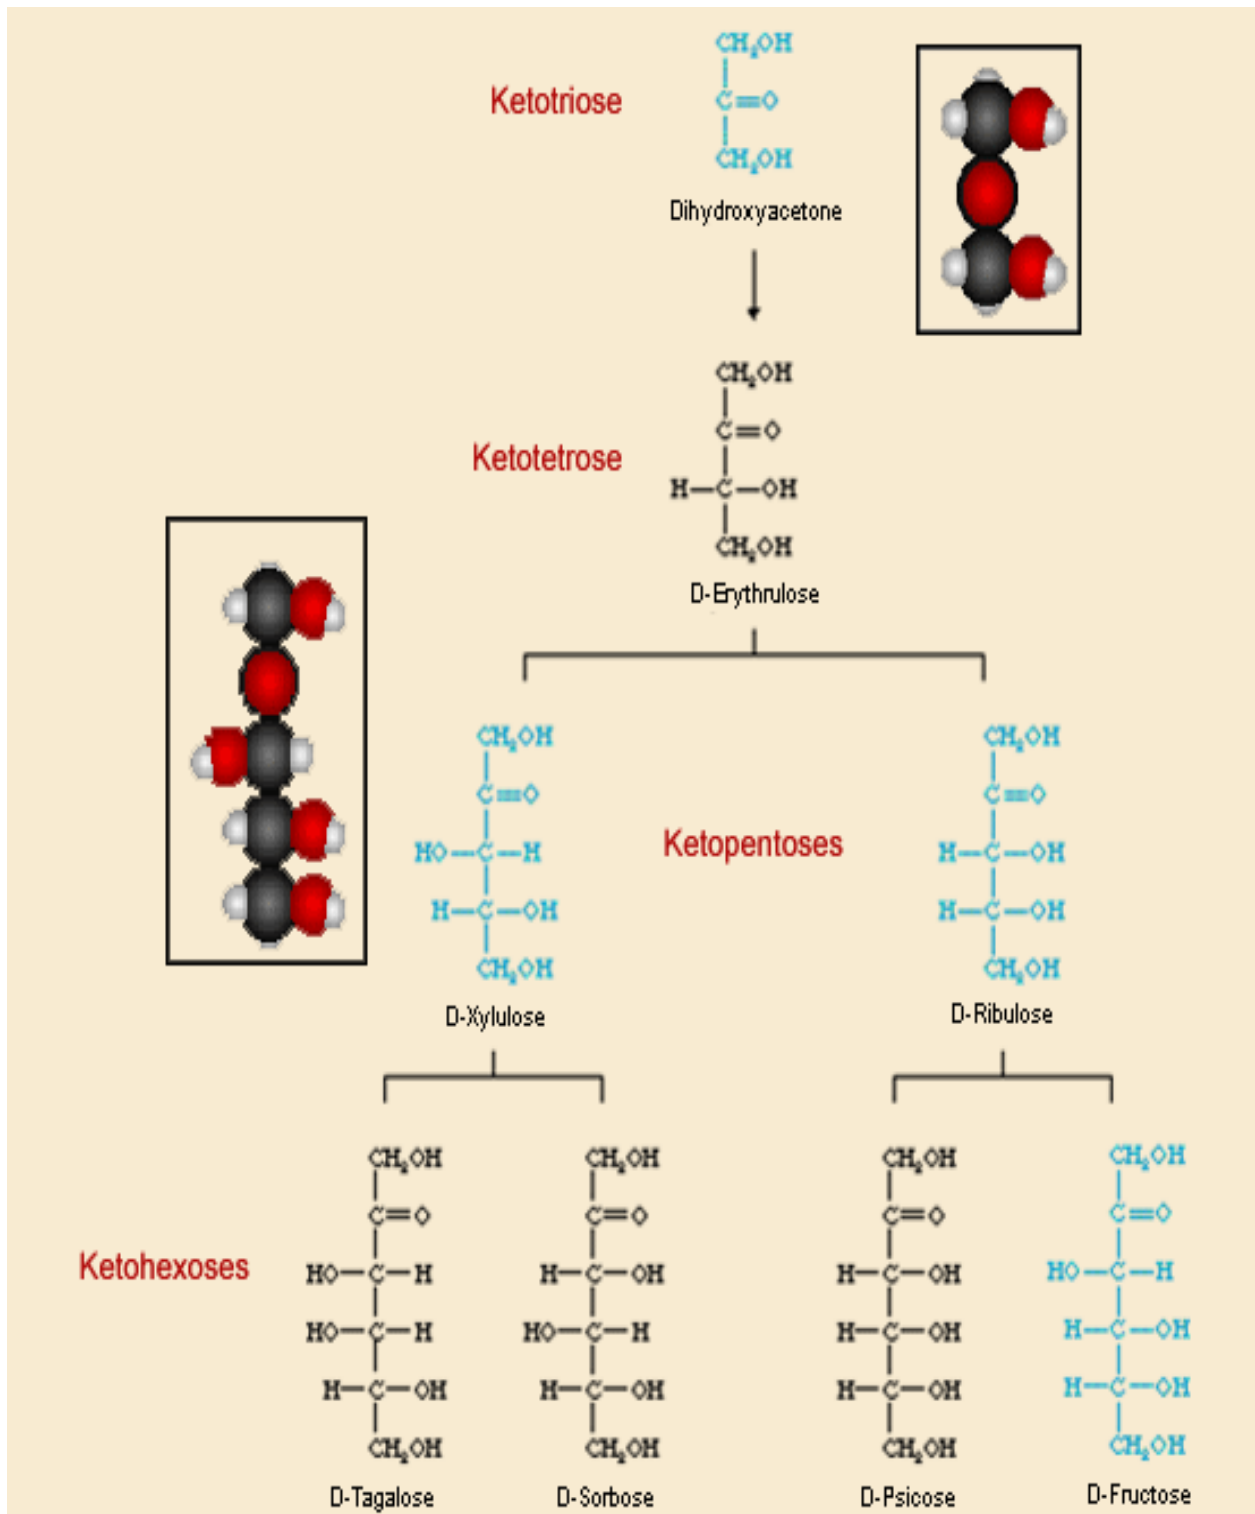 CH₂OH
Ketotriose
C=O
CH₂OH
Dihydroxyacetone
CH₂OH
C=O
Ketotetrose
H—C—OH
CH₂OH
D-Erythrulose
CH₂OH CH₂OH
C=O C=O
HO—C—H Ketopentoses H—C—OH
H—C—OH H—C—OH
CH₂OH CH₂OH
D-Xylulose D-Ribulose
CH₂OH CH₂OH CH₂OH CH₂OH
C=O C=O C=O C=O
Ketohexoses HO—C—H H—C—OH H—C—OH HO—C—H
HO—C—H HO—C—H H—C—OH H—C—OH
H—C—OH H—C—OH H—C—OH H—C—OH
CH₂OH CH₂OH CH₂OH CH₂OH
D-Tagalose D-Sorbose D-Psicose D-Fructose